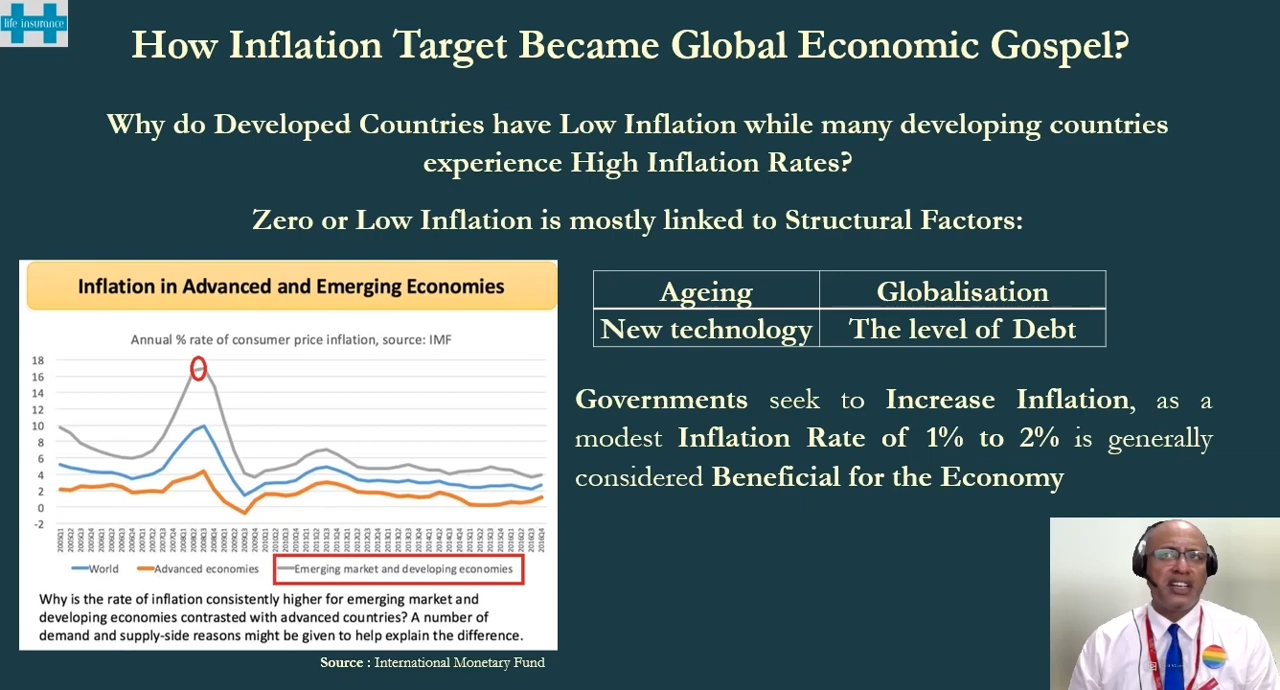 life insurance
How Inflation Target Became Global Economic Gospel?
Why do Developed Countries have Low Inflation while many developing countries
experience High Inflation Rates?
Zero or Low Inflation is mostly linked to Structural Factors:
Inflation in Advanced and Emerging Economies
Annual % rate of consumer price inflation, source: IMF
18
16
14
12
10
8
6
4
2
0
-2
World Advanced economies Emerging market and developing economies
Why is the rate of inflation consistently higher for emerging market and
developing economies contrasted with advanced countries? A number of
demand and supply-side reasons might be given to help explain the difference.
Source : International Monetary Fund
Ageing Globalisation
New technology The level of Debt
Governments seek to Increase Inflation, as a
modest Inflation Rate of 1% to 2% is generally
considered Beneficial for the Economy